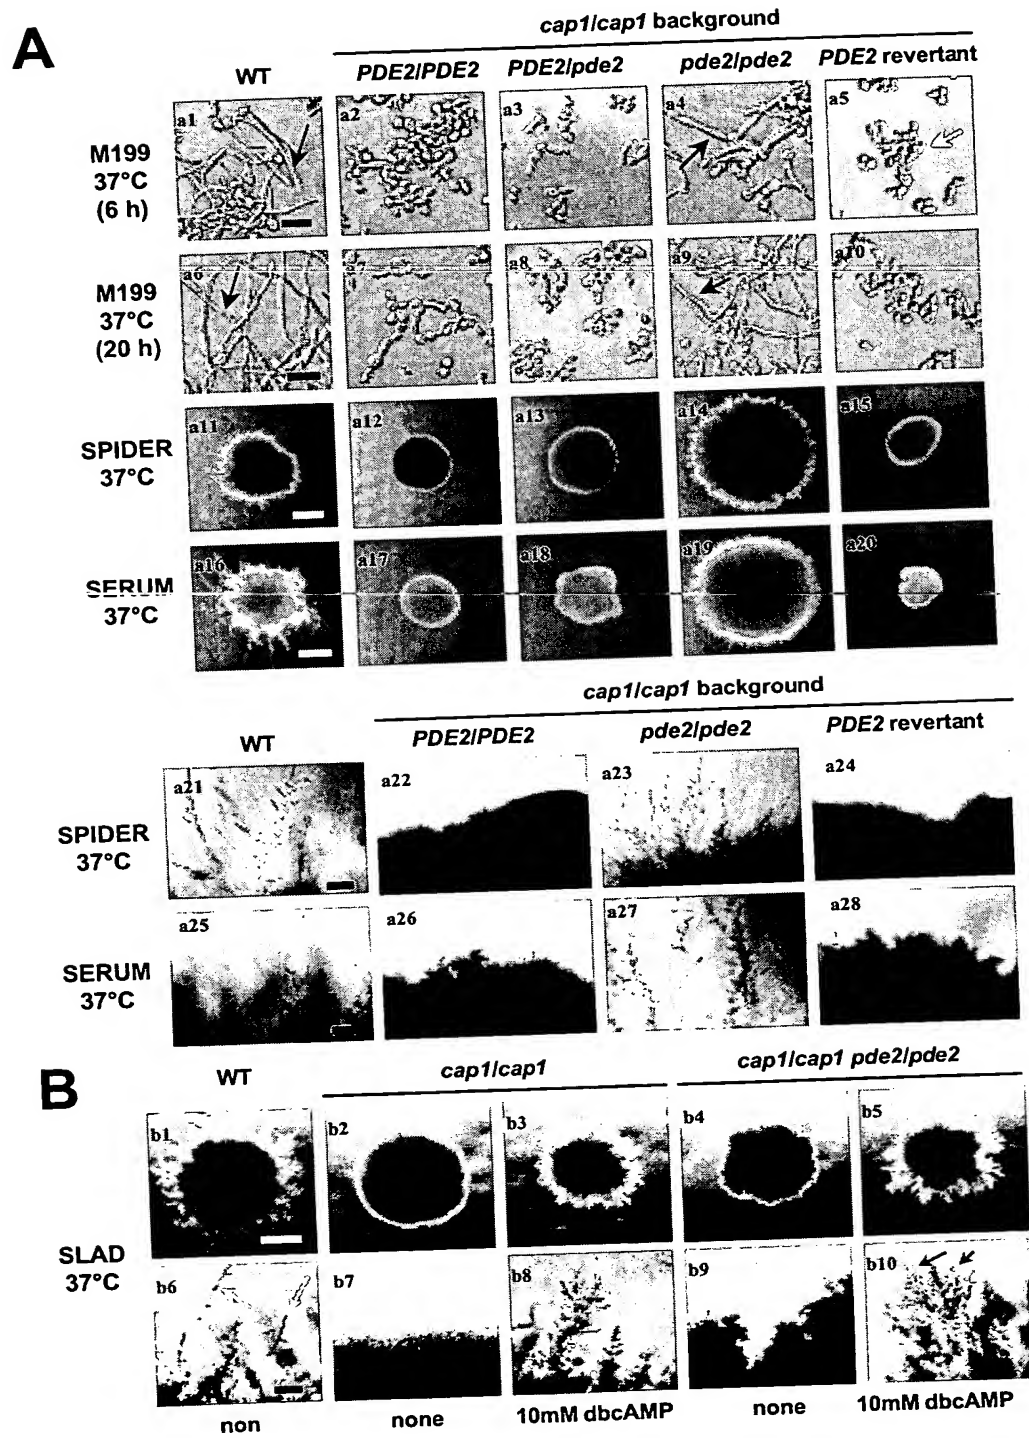 A
cap1/cap1 background
WT
PDE2/PDE2
PDE2/pde2
pde2/pde2
PDE2 revertant
M199
37°C
(6 h)
a1
a2
a3
a4
a5
M199
37°C
(20 h)
a6
a7
a8
a9
a10
SPIDER
37°C
a11
a12
a13
a14
a15
SERUM
37°C
a16
a17
a18
a19
a20
cap1/cap1 background
WT
PDE2/PDE2
pde2/pde2
PDE2 revertant
SPIDER
37°C
a21
a22
a23
a24
SERUM
37°C
a25
a26
a27
a28
B
WT
cap1/cap1
cap1/cap1 pde2/pde2
SLAD
37°C
b1
b2
b3
b4
b5
b6
b7
b8
b9
b10
non
none
10mM dbcAMP
none
10mM dbcAMP